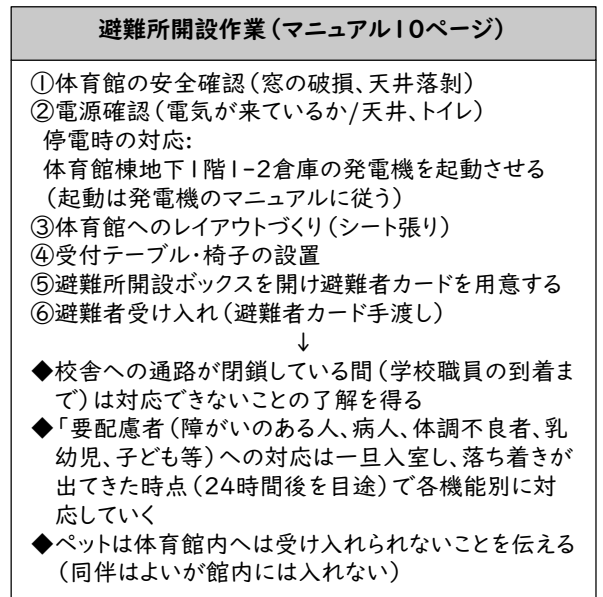 避難所開設作業(マニュアル10ページ)
①体育館の安全確認(窓の破損、天井落剝)
②電源確認(電気が来ているか/天井、トイレ)
停電時の対応:
体育館棟地下1階1-2倉庫の発電機を起動させる
(起動は発電機のマニュアルに従う)
③体育館へのレイアウトづくり(シート張り)
④受付テーブル・椅子の設置
⑤避難所開設ボックスを開け避難者カードを用意する
⑥避難者受け入れ(避難者カード手渡し)
↓
◆校舎への通路が閉鎖している間(学校職員の到着ま
で)は対応できないことの了解を得る
◆「要配慮者(障がいのある人、病人、体調不良者、乳
幼児、子ども等)への対応は一旦入室し、落ち着きが
出てきた時点(24時間後を目途)で各機能別に対
応していく
◆ペットは体育館内へは受け入れられないことを伝える
(同伴はよいが館内には入れない)